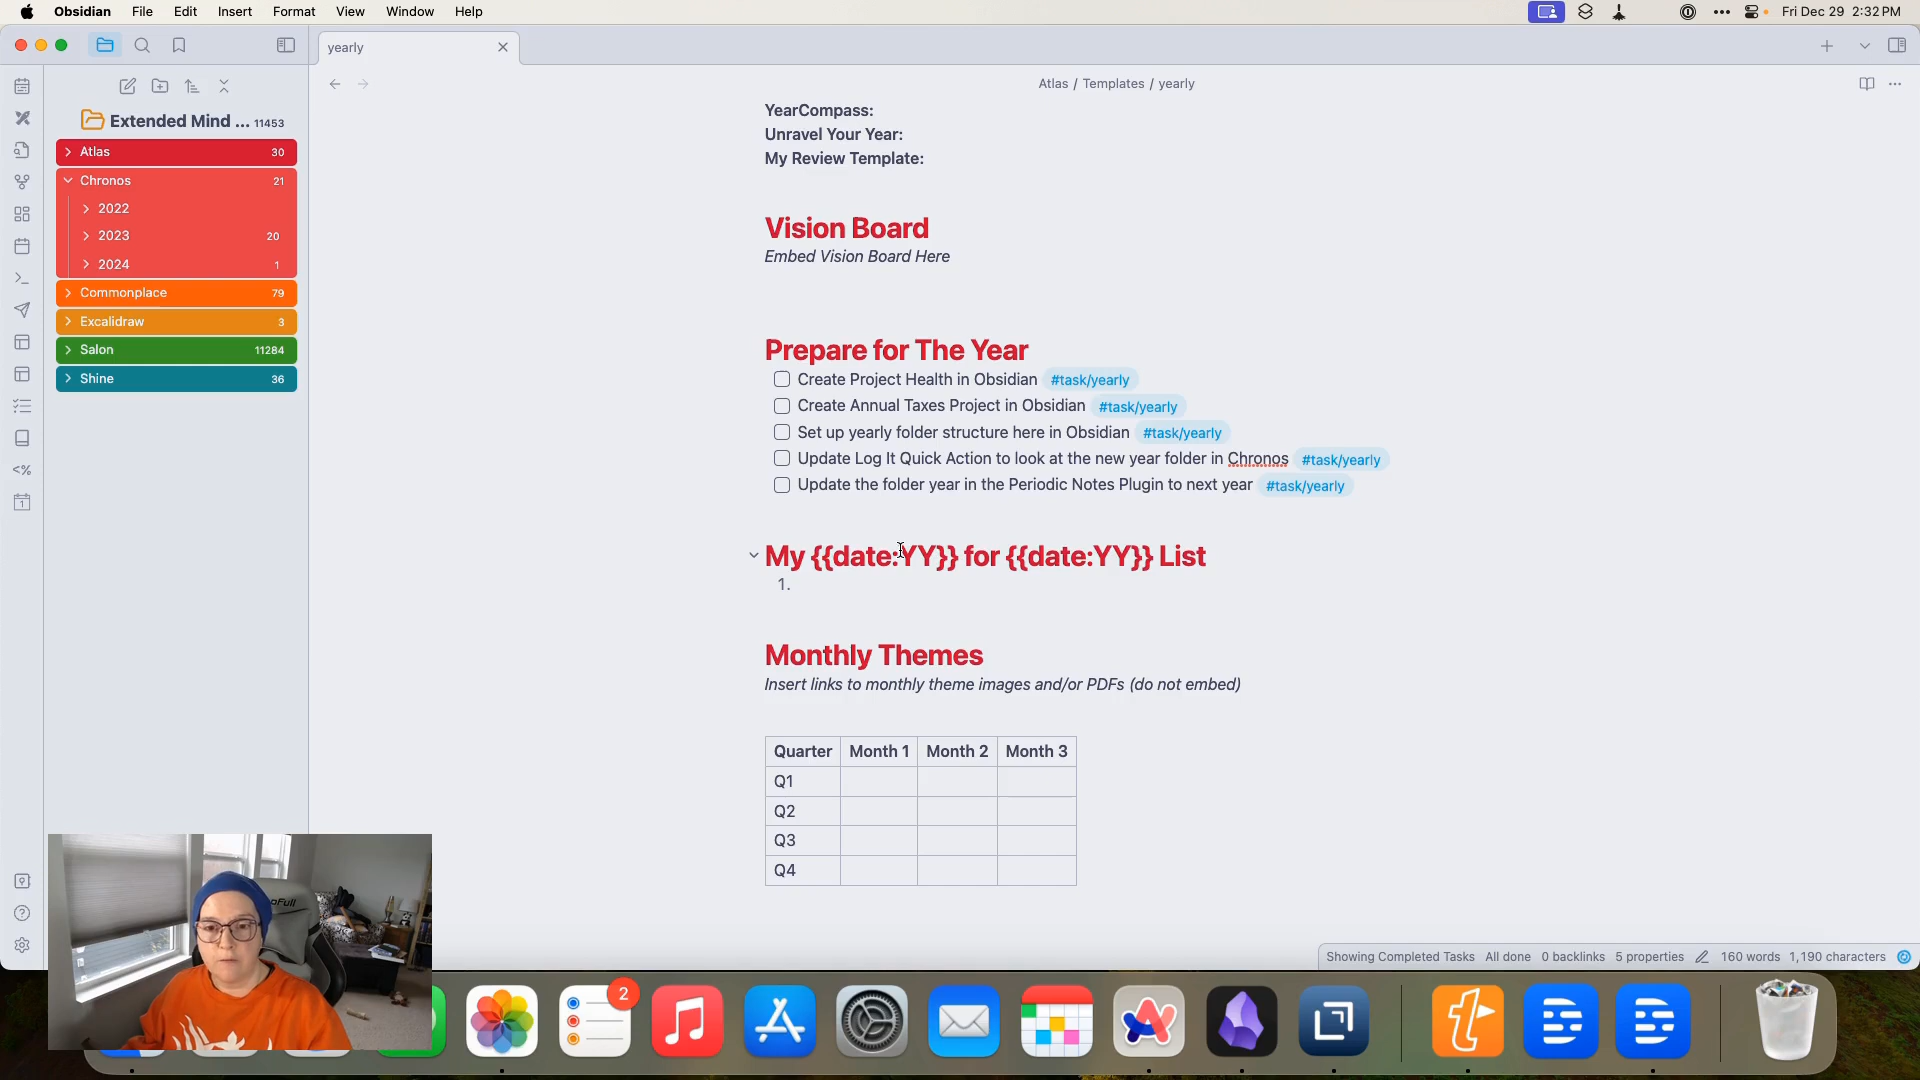 Obsidian File Edit Insert Format View Window Help Fri Dec 29 2:32 PM
yearly
Atlas / Templates / yearly
Extended Mind ... 11453
Atlas 30
Chronos 21
2022
2023 20
2024 1
Commonplace 79
Excalidraw 3
Salon 11284
Shine 36
YearCompass:
Unravel Your Year:
My Review Template:
Vision Board
Embed Vision Board Here
Prepare for The Year
Create Project Health in Obsidian #task/yearly
Create Annual Taxes Project in Obsidian #task/yearly
Set up yearly folder structure here in Obsidian #task/yearly
Update Log It Quick Action to look at the new year folder in Chronos #task/yearly
Update the folder year in the Periodic Notes Plugin to next year #task/yearly
My {{date:YY}} for {{date:YY}} List
1.
Monthly Themes
Insert links to monthly theme images and/or PDFs (do not embed)
Quarter Month 1 Month 2 Month 3
Q1
Q2
Q3
Q4
Showing Completed Tasks All done 0 backlinks 5 properties 160 words 1,190 characters
2